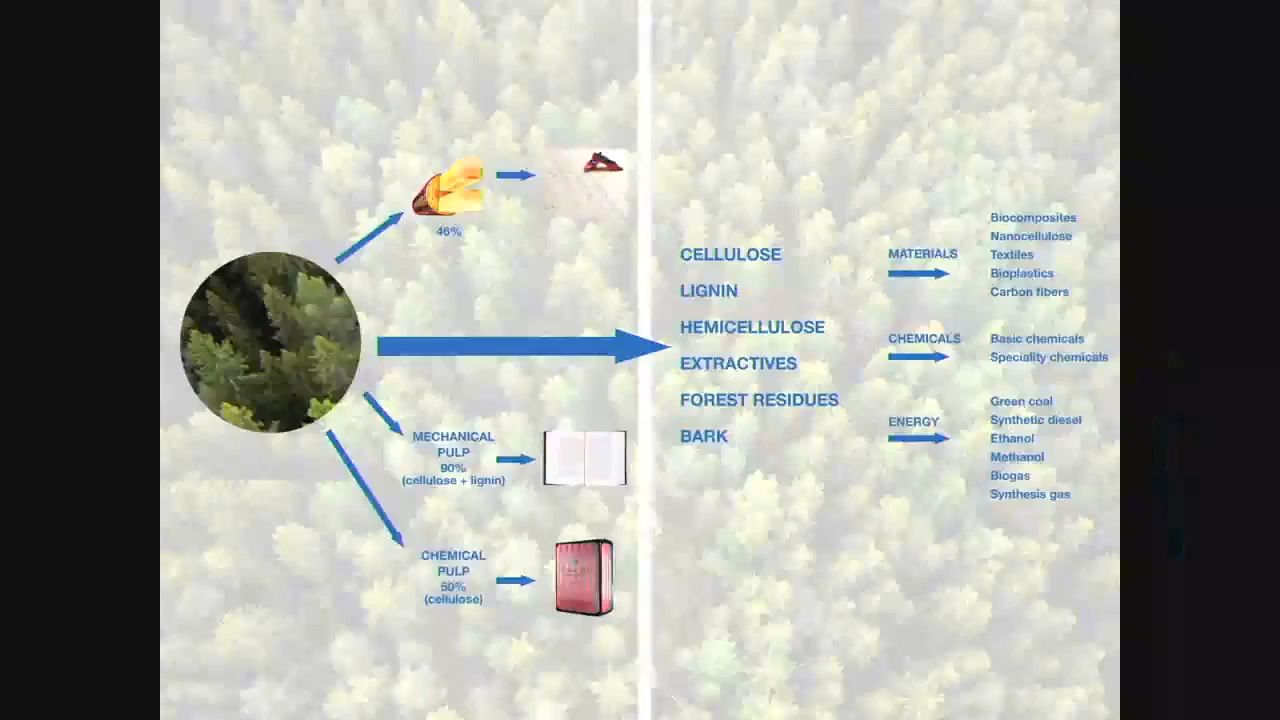 46%
MECHANICAL
PULP
90%
(cellulose + lignin)
CHEMICAL
PULP
50%
(cellulose)
CELLULOSE
LIGNIN
HEMICELLULOSE
EXTRACTIVES
FOREST RESIDUES
BARK
MATERIALS
Biocomposites
Nanocellulose
Textiles
Bioplastics
Carbon fibers
CHEMICALS
Basic chemicals
Speciality chemicals
ENERGY
Green coal
Synthetic diesel
Ethanol
Methanol
Biogas
Synthesis gas